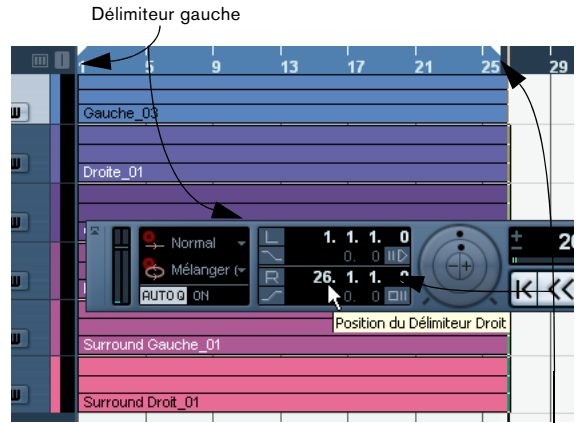 Délimiteur gauche
1 5 9 13 17 21 25 29
Gauche_03
Droite_01
Normal
L 1. 1. 1. 0
0. 0
Mélanger (
R 26. 1. 1. 0
0. 0
AUTO Q ON
20
Position du Délimiteur Droit
Surround Gauche_01
Surround Droit_01